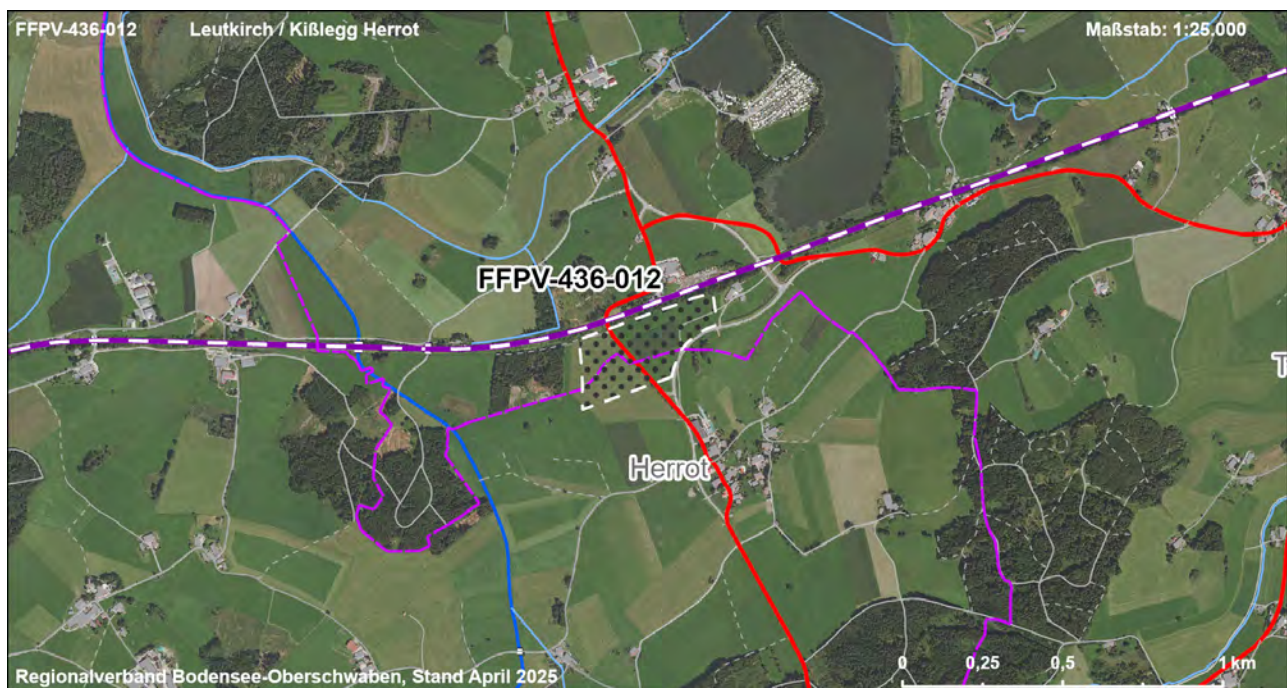 FFPV-436-012 Leutkirch / Kißlegg Herrot Maßstab: 1:25.000
FFPV-436-012
T
Herrot
Regionalverband Bodensee-Oberschwaben, Stand April 2025
0 0,25 0,5 1 km